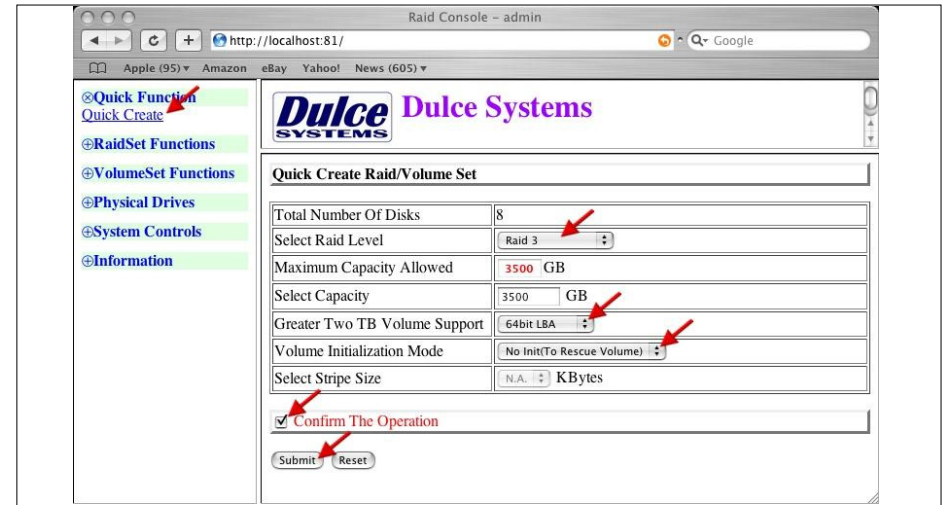 Raid Console – admin
http://localhost:81/
Google
Apple (95) Amazon eBay Yahoo! News (605)
Quick Function
Quick Create
RaidSet Functions
VolumeSet Functions
Physical Drives
System Controls
Information
Dulce SYSTEMS
Dulce Systems
Quick Create Raid/Volume Set
Total Number Of Disks 8
Select Raid Level Raid 3
Maximum Capacity Allowed 3500 GB
Select Capacity 3500 GB
Greater Two TB Volume Support 64bit LBA
Volume Initialization Mode No Init(To Rescue Volume)
Select Stripe Size N.A. KBytes
Confirm The Operation
Submit Reset